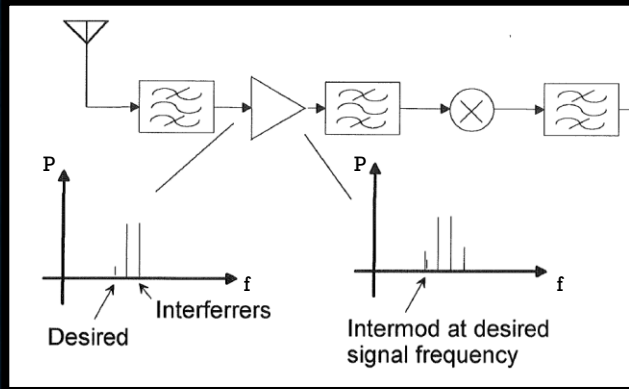 P
f
Desired
Interferrers
P
f
Intermod at desired
signal frequency